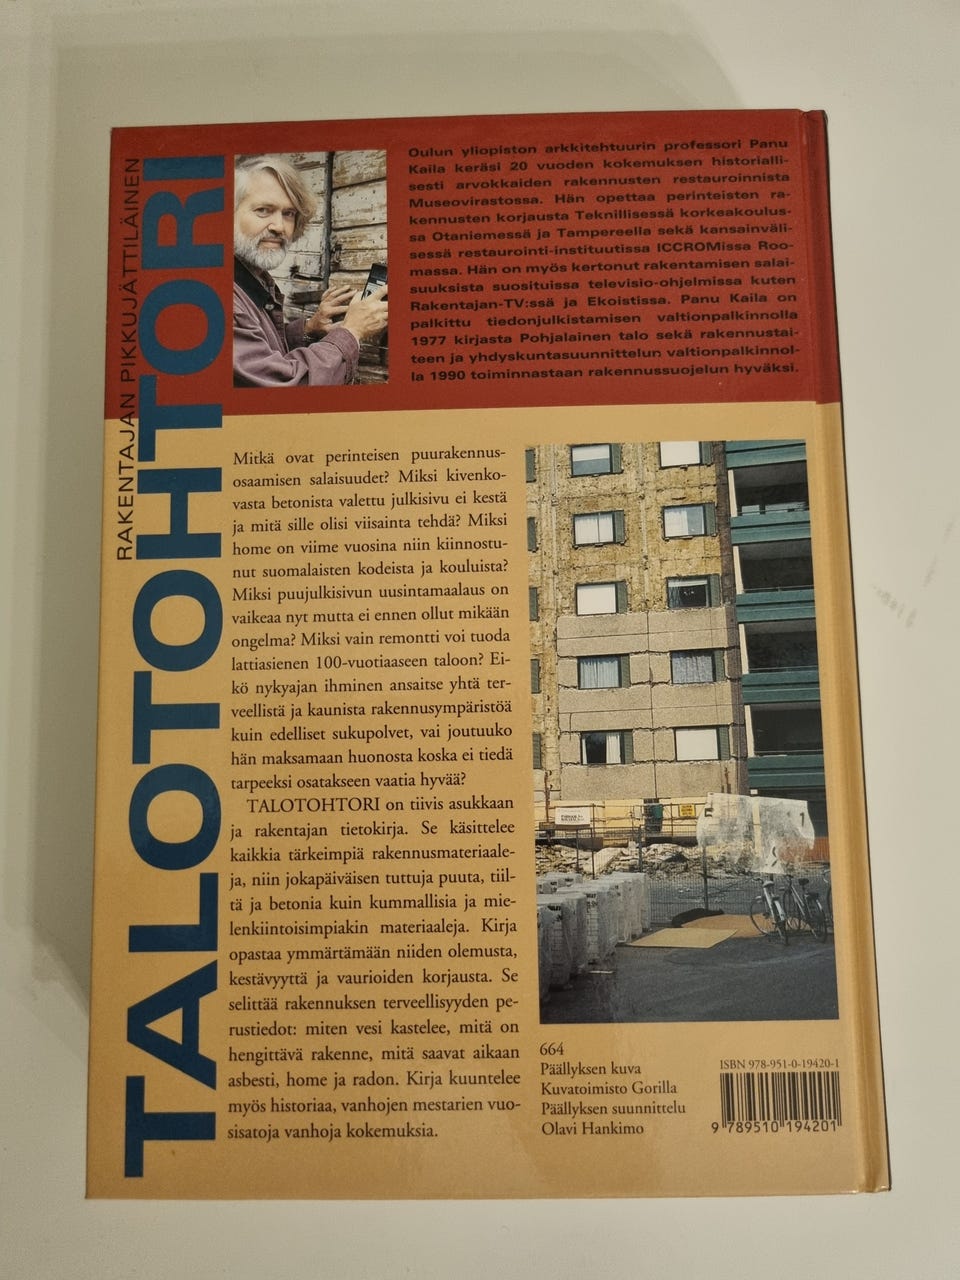 RAKENTAJAN PIKKUJÄTTILÄINEN
TALOTOHTORI
Oulun yliopiston arkkitehtuurin professori Panu
Kaila keräsi 20 vuoden kokemuksen historialli-
sesti arvokkaiden rakennusten restauroinnista
Museovirastossa. Hän opettaa perinteisten ra-
kennusten korjausta Teknillisessä korkeakoulus-
sa Otaniemessä ja Tampereella sekä kansainväli-
sessä restaurointi-instituutissa ICCROMissa Roo-
massa. Hän on myös kertonut rakentamisen salai-
suuksista suosituissa televisio-ohjelmissa kuten
Rakentajan-TV:ssä ja Ekoistissa. Panu Kaila on
palkittu tiedonjulkistamisen valtionpalkinnolla
1977 kirjasta Pohjalainen talo sekä rakennustai-
teen ja yhdyskuntasuunnittelun valtionpalkinnol-
la 1990 toiminnastaan rakennussuojelun hyväksi.
Mitkä ovat perinteisen puurakennus-
osaamisen salaisuudet? Miksi kivenko-
vasta betonista valettu julkisivu ei kestä
ja mitä sille olisi viisainta tehdä? Miksi
home on viime vuosina niin kiinnostu-
nut suomalaisten kodeista ja kouluista?
Miksi puujulkisivun uusintamaalaus on
vaikeaa nyt mutta ei ennen ollut mikään
ongelma? Miksi vain remontti voi tuoda
lattiasienen 100-vuotiaaseen taloon? Ei-
kö nykyajan ihminen ansaitse yhtä ter-
veellistä ja kaunista rakennusympäristöä
kuin edelliset sukupolvet, vai joutuuko
hän maksamaan huonosta koska ei tiedä
tarpeeksi osatakseen vaatia hyvää?
TALOTOHTORI on tiivis asukkaan
ja rakentajan tietokirja. Se käsittelee
kaikkia tärkeimpiä rakennusmateriaale-
ja, niin jokapäiväisen tuttuja puuta, tiil-
tä ja betonia kuin kummallisia ja mie-
lenkiintoisimpiakin materiaaleja. Kirja
opastaa ymmärtämään niiden olemusta,
kestävyyttä ja vaurioiden korjausta. Se
selittää rakennuksen terveellisyyden pe-
rustiedot: miten vesi kastelee, mitä on
hengittävä rakenne, mitä saavat aikaan
asbesti, home ja radon. Kirja kuuntelee
myös historiaa, vanhojen mestarien vuo-
sisatoja vanhoja kokemuksia.
664
Päällyksen kuva
Kuvatoimisto Gorilla
Päällyksen suunnittelu
Olavi Hankimo
ISBN 978-951-0-19420-1
9 789510 194201